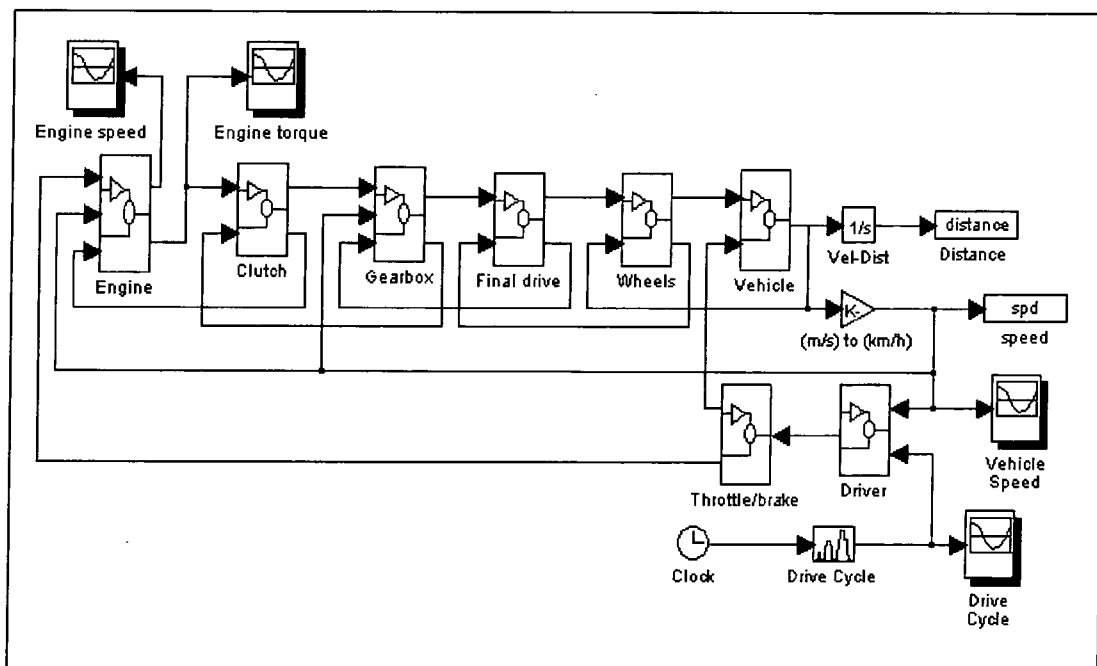 Engine speed
Engine torque
Engine
Clutch
Gearbox
Final drive
Wheels
Vehicle
1/s
Vel-Dist
distance
Distance
K-
(m/s) to (km/h)
spd
speed
Throttle/brake
Driver
Vehicle
Speed
Clock
Drive Cycle
Drive
Cycle